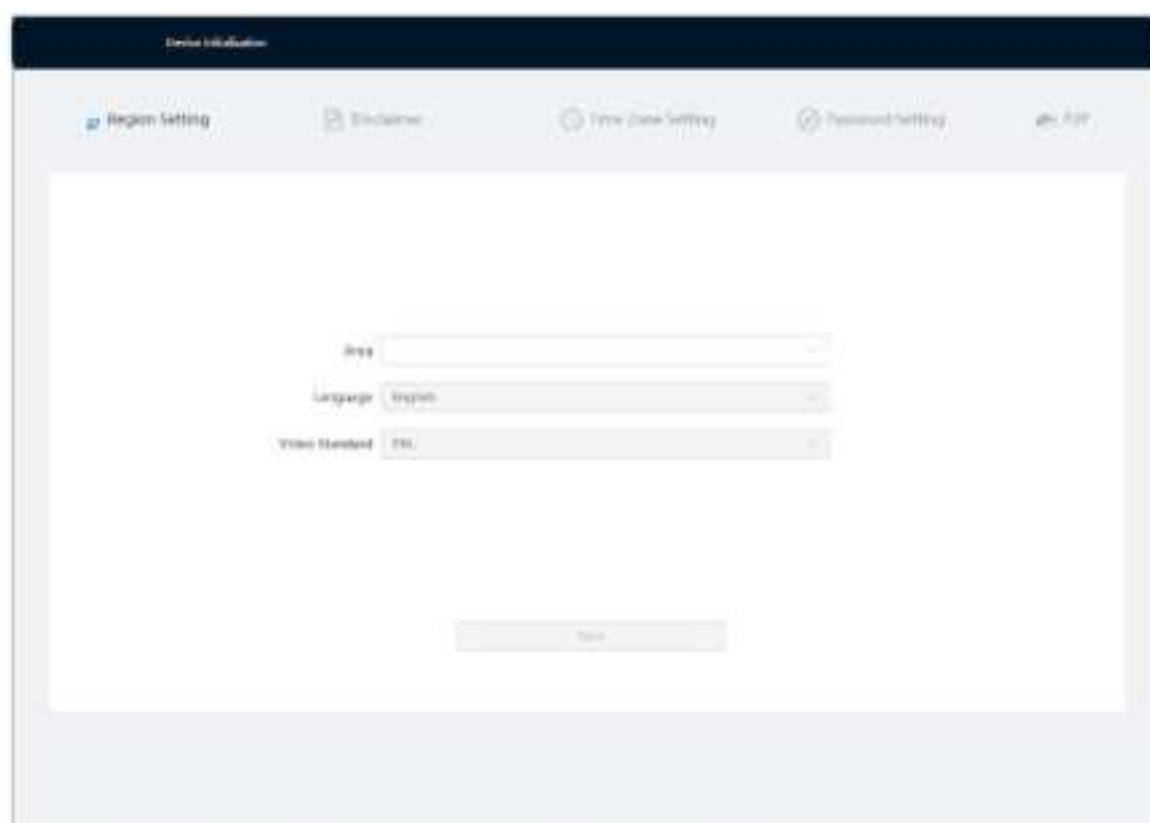 Device Initialization
Region Setting
Disclaimer
Time Zone Setting
Password Setting
P2P
Area
Language English
Video Standard PAL
Next